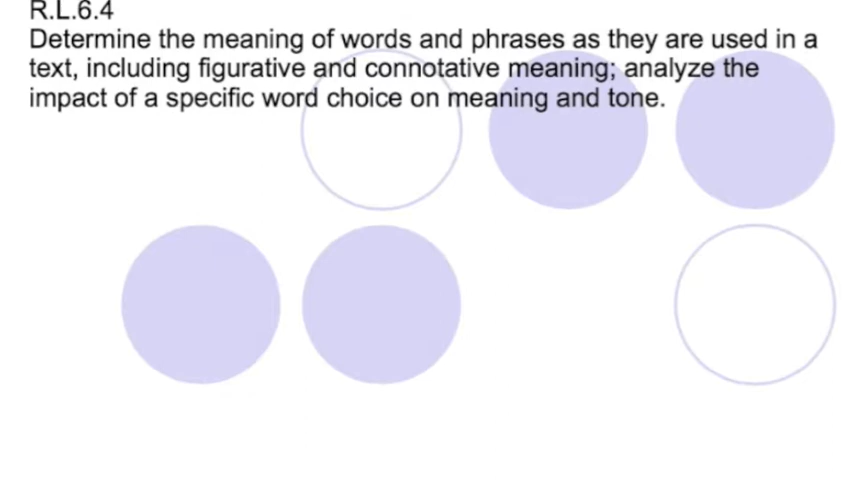 R.L.6.4
Determine the meaning of words and phrases as they are used in a
text, including figurative and connotative meaning; analyze the
impact of a specific word choice on meaning and tone.